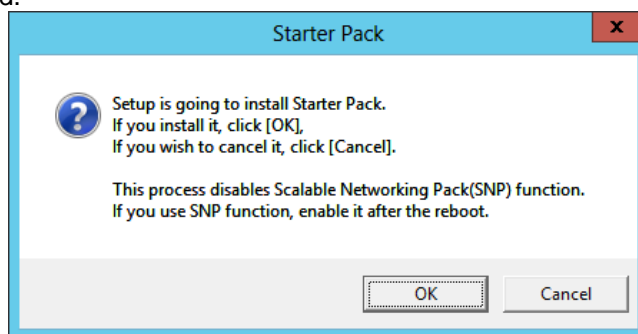 d.
Starter Pack
x
Setup is going to install Starter Pack.
If you install it, click [OK],
If you wish to cancel it, click [Cancel].
This process disables Scalable Networking Pack(SNP) function.
If you use SNP function, enable it after the reboot.
OK
Cancel